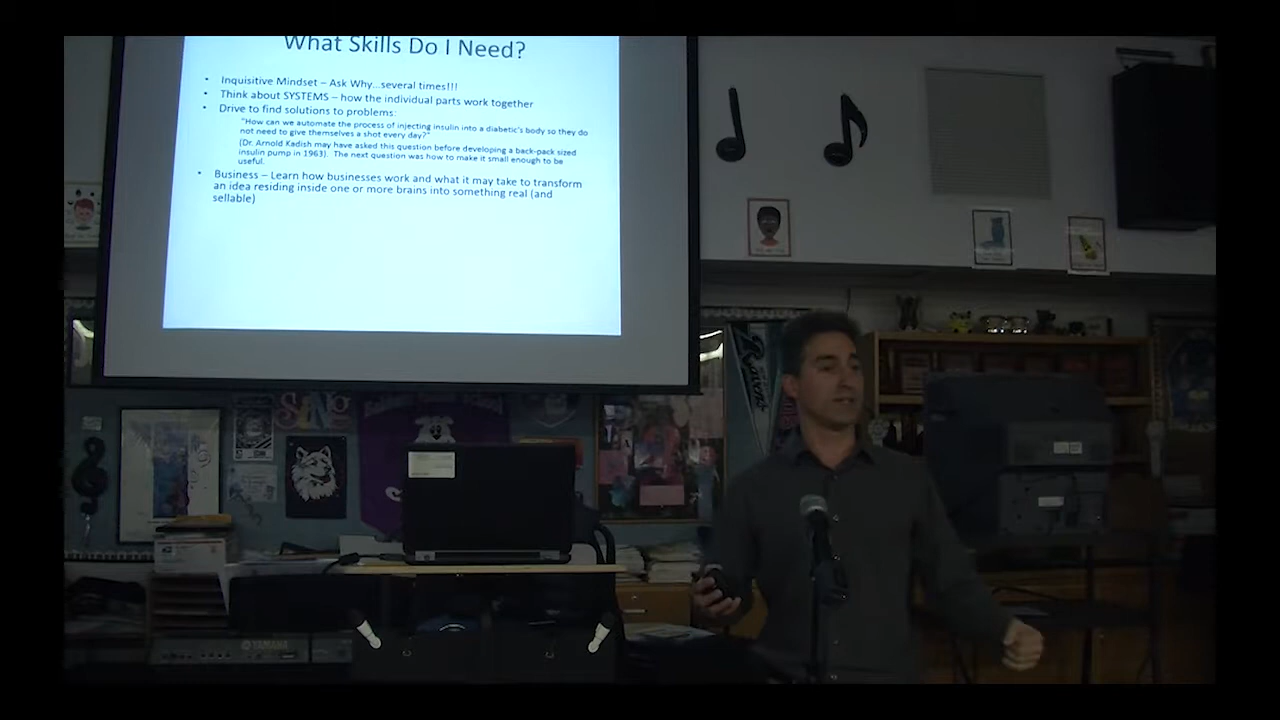 What Skills Do I Need?
• Inquisitive Mindset – Ask Why...several times!!!
• Think about SYSTEMS – how the individual parts work together
• Drive to find solutions to problems:
"How can we automate the process of injecting insulin into a diabetic's body so they do
not need to give themselves a shot every day?"
(Dr. Arnold Kadish may have asked this question before developing a back-pack sized
insulin pump in 1963). The next question was how to make it small enough to be
useful.
• Business – Learn how businesses work and what it may take to transform
an idea residing inside one or more brains into something real (and
sellable)
Ravens
SING
YAMAHA